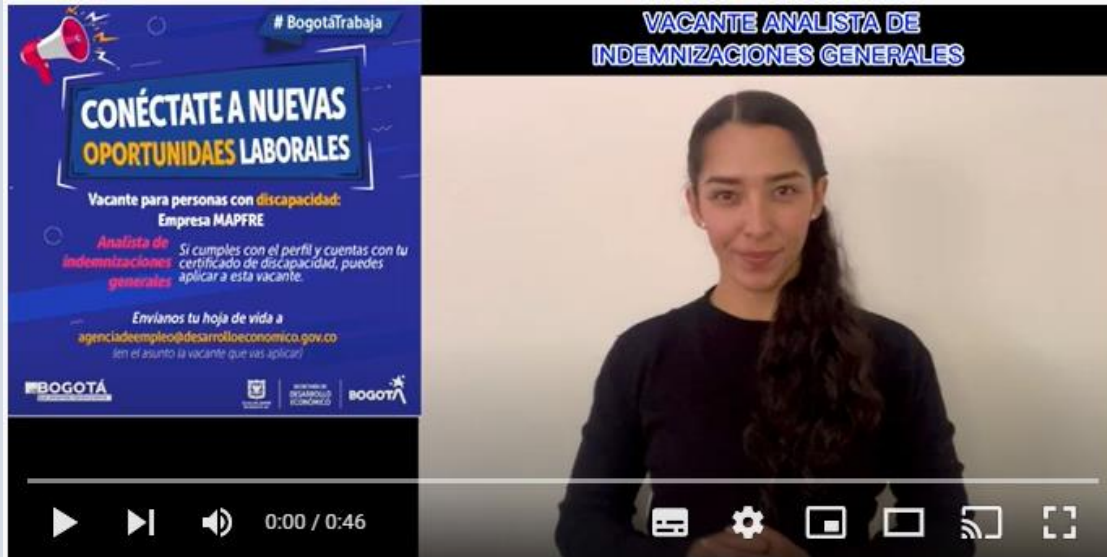 # BogotáTrabaja
CONÉCTATE A NUEVAS
OPORTUNIDAES LABORALES
Vacante para personas con discapacidad:
Empresa MAPFRE
Analista de
indemnizaciones
generales
Si cumples con el perfil y cuentas con tu
certificado de discapacidad, puedes
aplicar a esta vacante.
Envíanos tu hoja de vida a
agenciadeempleo@desarrolloeconomico.gov.co
(en el asunto la vacante que vas aplicar)
BOGOTÁ
SECRETARÍA DE
DESARROLLO
ECONÓMICO
BOGOTÁ
VACANTE ANALISTA DE
INDEMNIZACIONES GENERALES
0:00 / 0:46